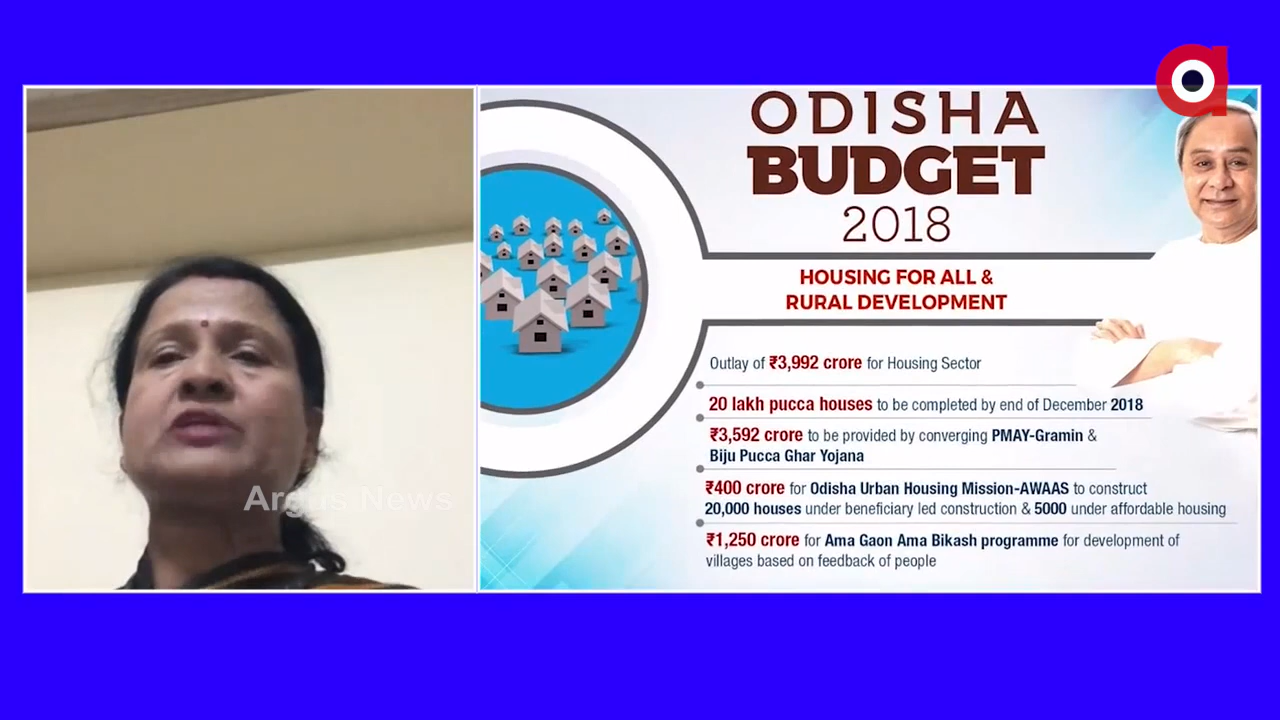 ODISHA
BUDGET
2018
HOUSING FOR ALL &
RURAL DEVELOPMENT
Outlay of ₹3,992 crore for Housing Sector
20 lakh pucca houses to be completed by end of December 2018
₹3,592 crore to be provided by converging PMAY-Gramin &
Biju Pucca Ghar Yojana
₹400 crore for Odisha Urban Housing Mission-AWAAS to construct
20,000 houses under beneficiary led construction & 5000 under affordable housing
₹1,250 crore for Ama Gaon Ama Bikash programme for development of
villages based on feedback of people
Argus News
a